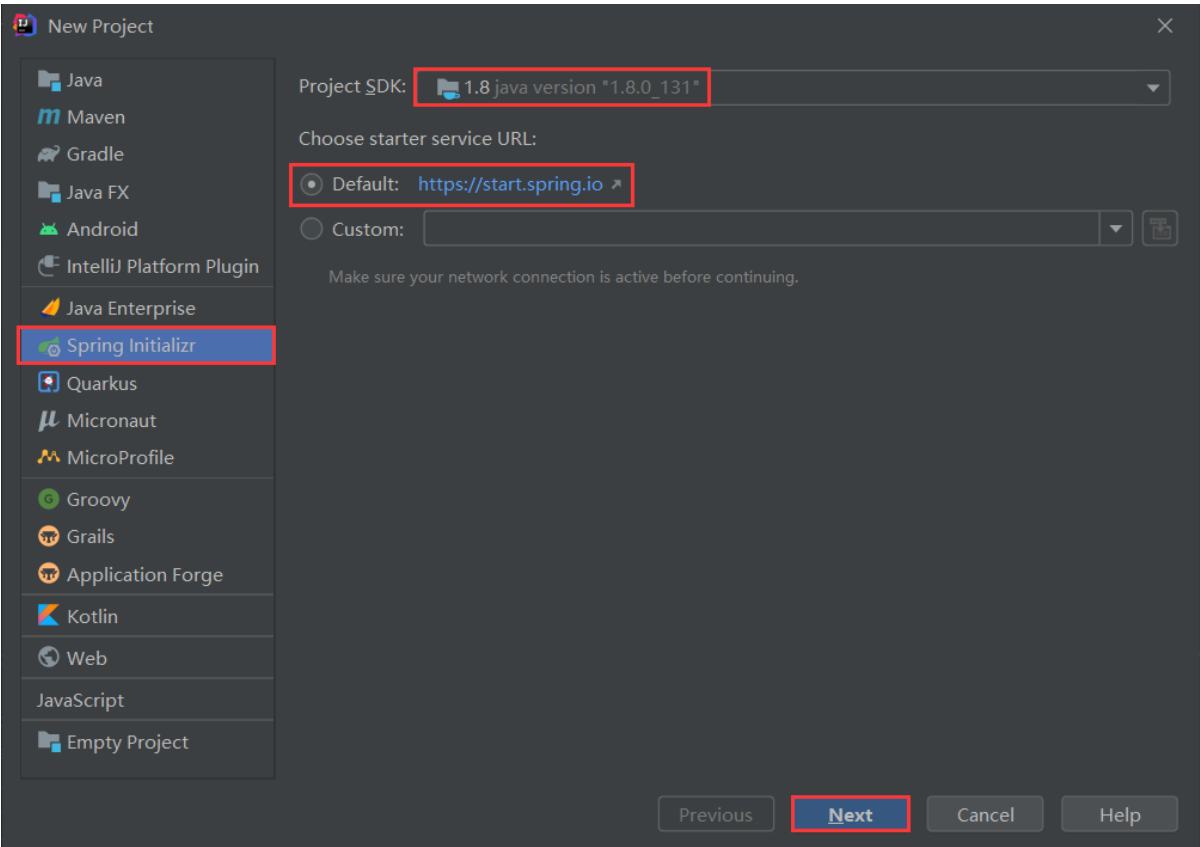 New Project
Java
Maven
Gradle
Java FX
Android
IntelliJ Platform Plugin
Java Enterprise
Spring Initializr
Quarkus
Micronaut
MicroProfile
Groovy
Grails
Application Forge
Kotlin
Web
JavaScript
Empty Project
Project SDK: 1.8 java version "1.8.0_131"
Choose starter service URL:
Default: https://start.spring.io
Custom:
Make sure your network connection is active before continuing.
Previous Next Cancel Help